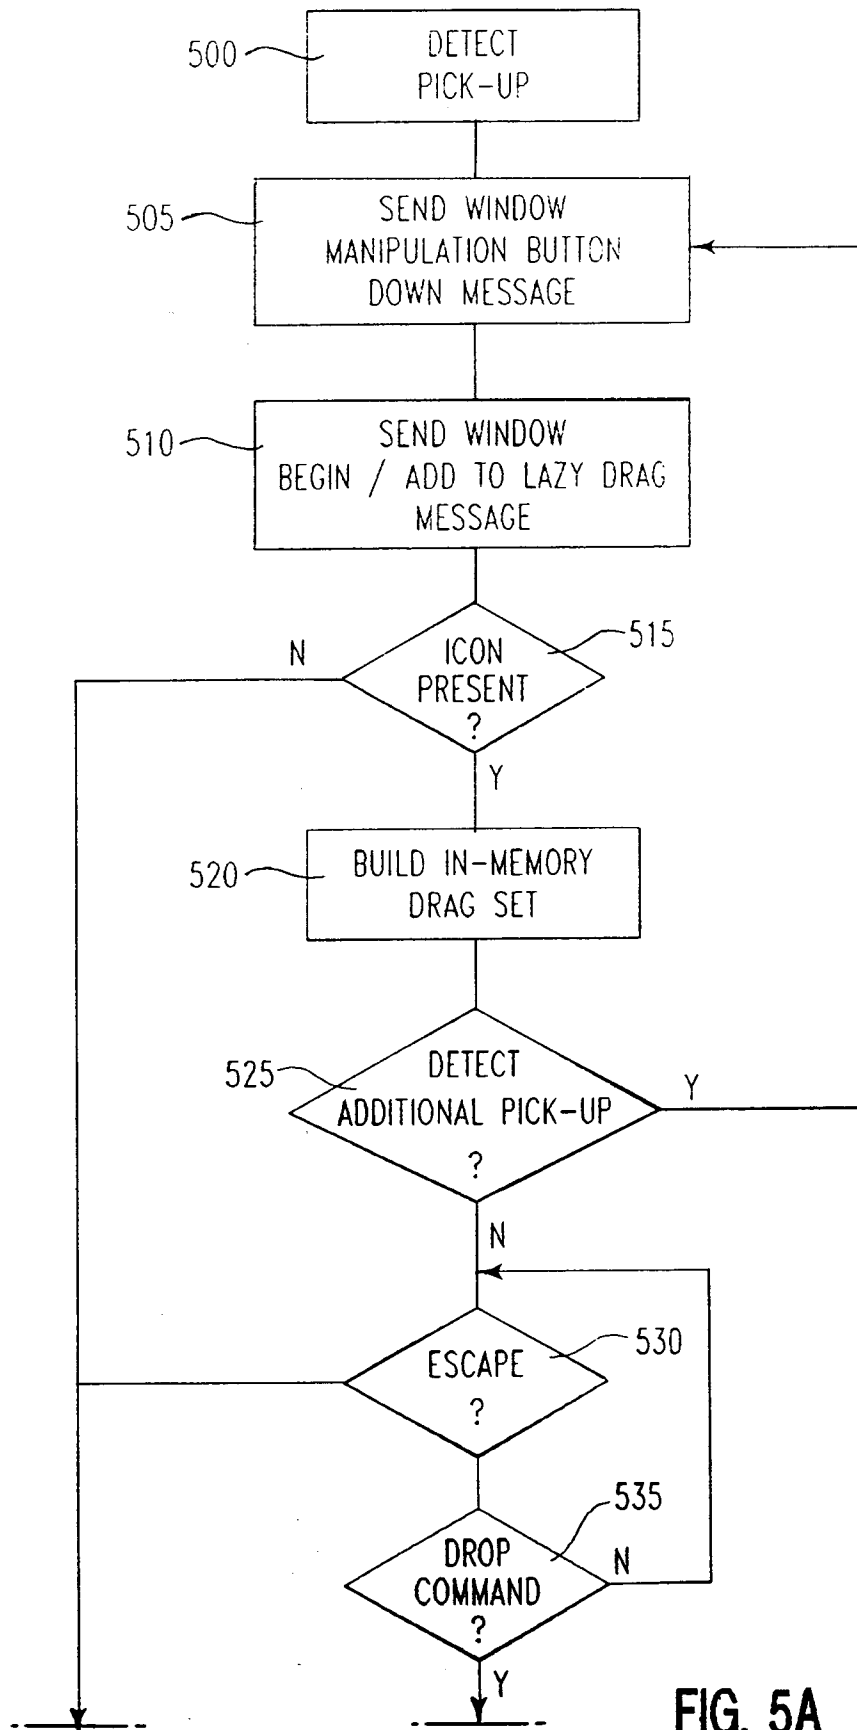 500
DETECT
PICK-UP
505
SEND WINDOW
MANIPULATION BUTTON
DOWN MESSAGE
510
SEND WINDOW
BEGIN / ADD TO LAZY DRAG
MESSAGE
N
515
ICON
PRESENT
?
Y
520
BUILD IN-MEMORY
DRAG SET
525
DETECT
ADDITIONAL PICK-UP
?
Y
N
530
ESCAPE
?
535
DROP
COMMAND
?
N
Y
FIG. 5A